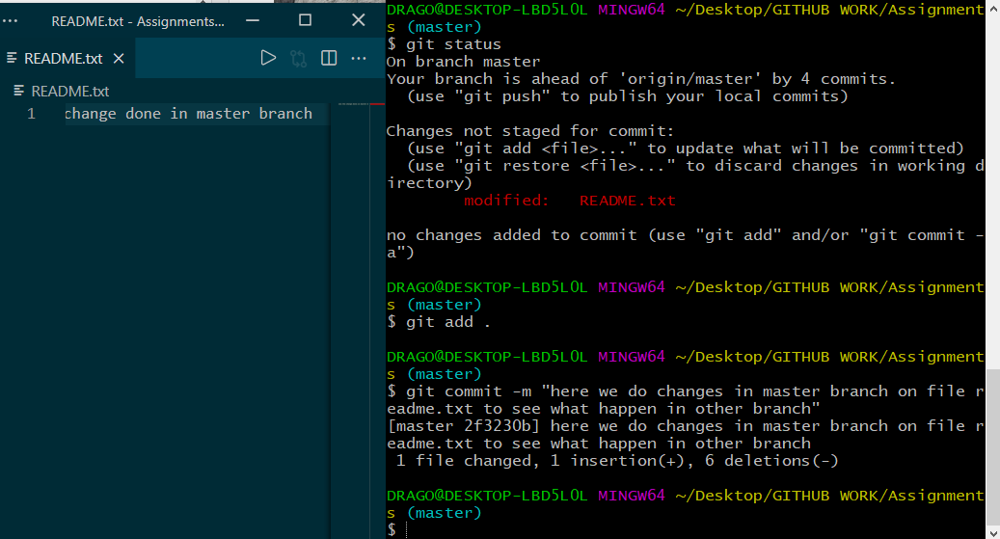 README.txt - Assignments...
README.txt
README.txt
1 change done in master branch
DRAGO@DESKTOP-LBD5L0L MINGW64 ~/Desktop/GITHUB WORK/Assignment
s (master)
$ git status
On branch master
Your branch is ahead of 'origin/master' by 4 commits.
(use "git push" to publish your local commits)
Changes not staged for commit:
(use "git add <file>..." to update what will be committed)
(use "git restore <file>..." to discard changes in working d
irectory)
modified: README.txt
no changes added to commit (use "git add" and/or "git commit -
a")
DRAGO@DESKTOP-LBD5L0L MINGW64 ~/Desktop/GITHUB WORK/Assignment
s (master)
$ git add .
DRAGO@DESKTOP-LBD5L0L MINGW64 ~/Desktop/GITHUB WORK/Assignment
s (master)
$ git commit -m "here we do changes in master branch on file r
eadme.txt to see what happen in other branch"
[master 2f3230b] here we do changes in master branch on file r
eadme.txt to see what happen in other branch
1 file changed, 1 insertion(+), 6 deletions(-)
DRAGO@DESKTOP-LBD5L0L MINGW64 ~/Desktop/GITHUB WORK/Assignment
s (master)
$